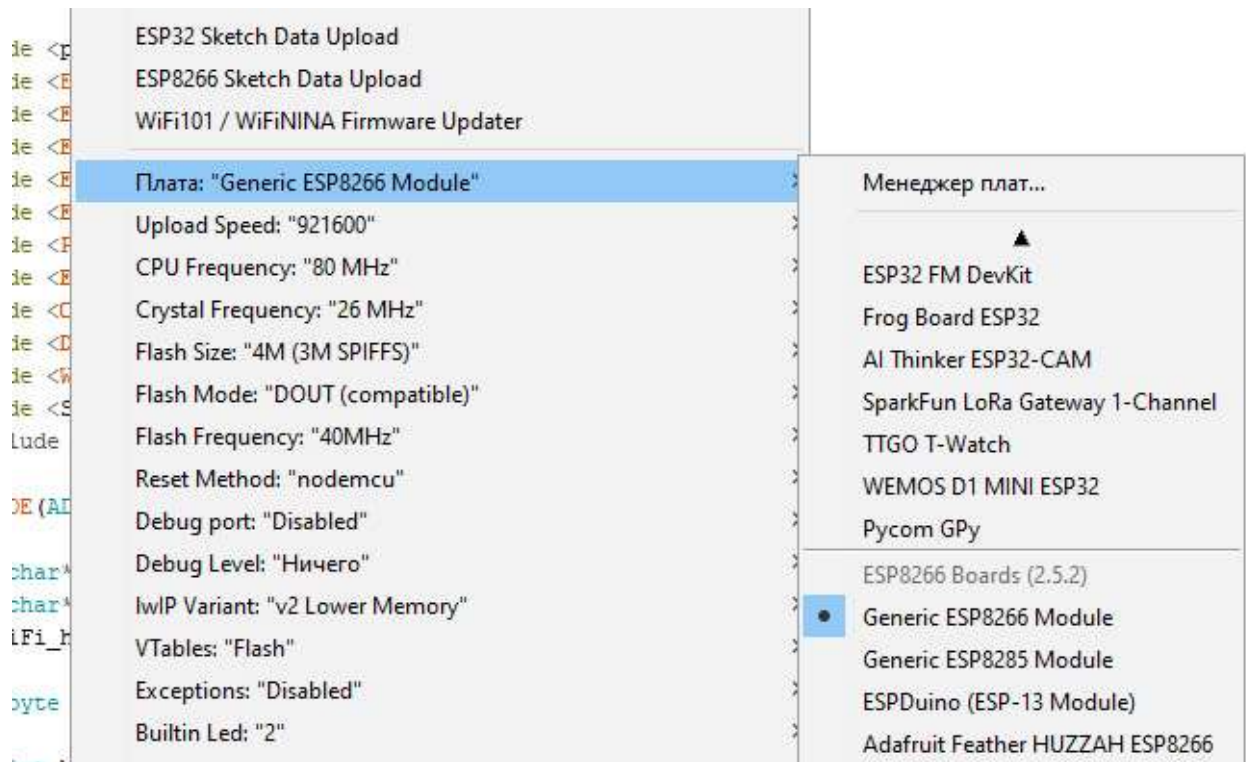 ESP32 Sketch Data Upload
ESP8266 Sketch Data Upload
WiFi101 / WiFiNINA Firmware Updater
Плата: "Generic ESP8266 Module"
Upload Speed: "921600"
CPU Frequency: "80 MHz"
Crystal Frequency: "26 MHz"
Flash Size: "4M (3M SPIFFS)"
Flash Mode: "DOUT (compatible)"
Flash Frequency: "40MHz"
Reset Method: "nodemcu"
Debug port: "Disabled"
Debug Level: "Ничего"
lwIP Variant: "v2 Lower Memory"
VTables: "Flash"
Exceptions: "Disabled"
Builtin Led: "2"
Менеджер плат...
ESP32 FM DevKit
Frog Board ESP32
AI Thinker ESP32-CAM
SparkFun LoRa Gateway 1-Channel
TTGO T-Watch
WEMOS D1 MINI ESP32
Pycom GPy
ESP8266 Boards (2.5.2)
Generic ESP8266 Module
Generic ESP8285 Module
ESPDuino (ESP-13 Module)
Adafruit Feather HUZZAH ESP8266